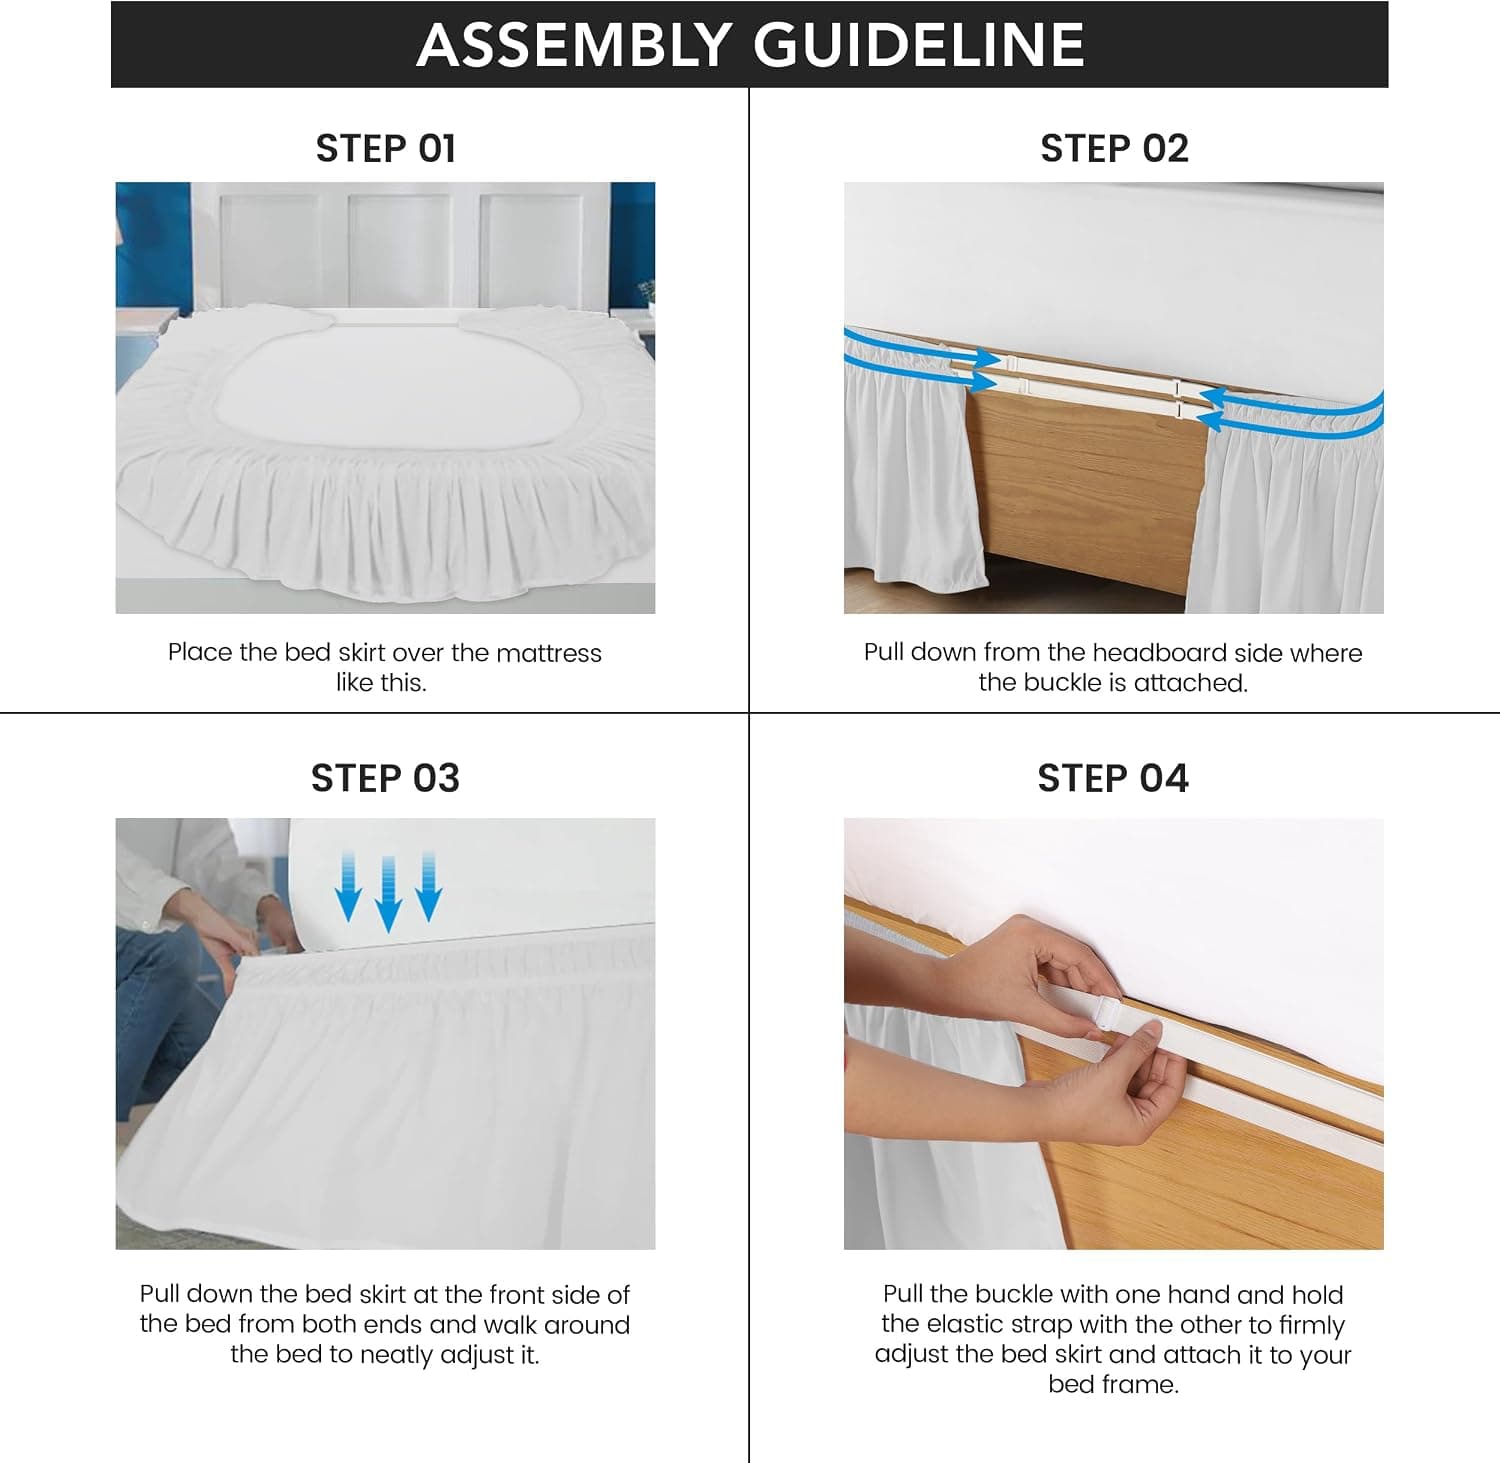 ASSEMBLY GUIDELINE
STEP 01
Place the bed skirt over the mattress
like this.
STEP 02
Pull down from the headboard side where
the buckle is attached.
STEP 03
Pull down the bed skirt at the front side of
the bed from both ends and walk around
the bed to neatly adjust it.
STEP 04
Pull the buckle with one hand and hold
the elastic strap with the other to firmly
adjust the bed skirt and attach it to your
bed frame.